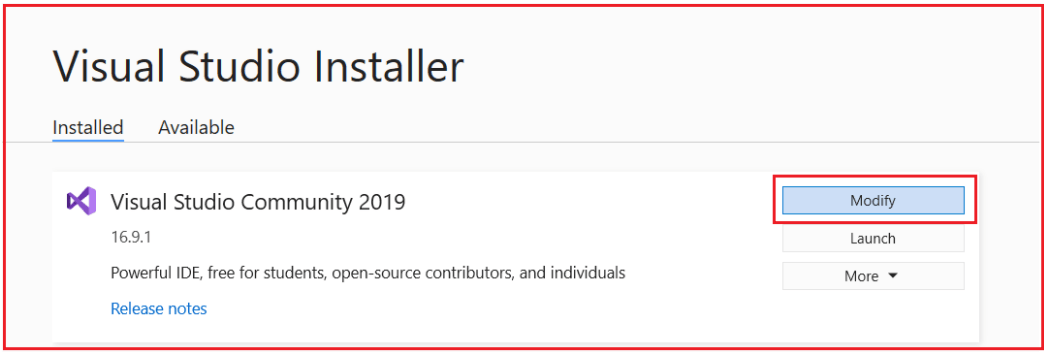 Visual Studio Installer
Installed Available
Visual Studio Community 2019
Modify
16.9.1
Launch
Powerful IDE, free for students, open-source contributors, and individuals
More
Release notes